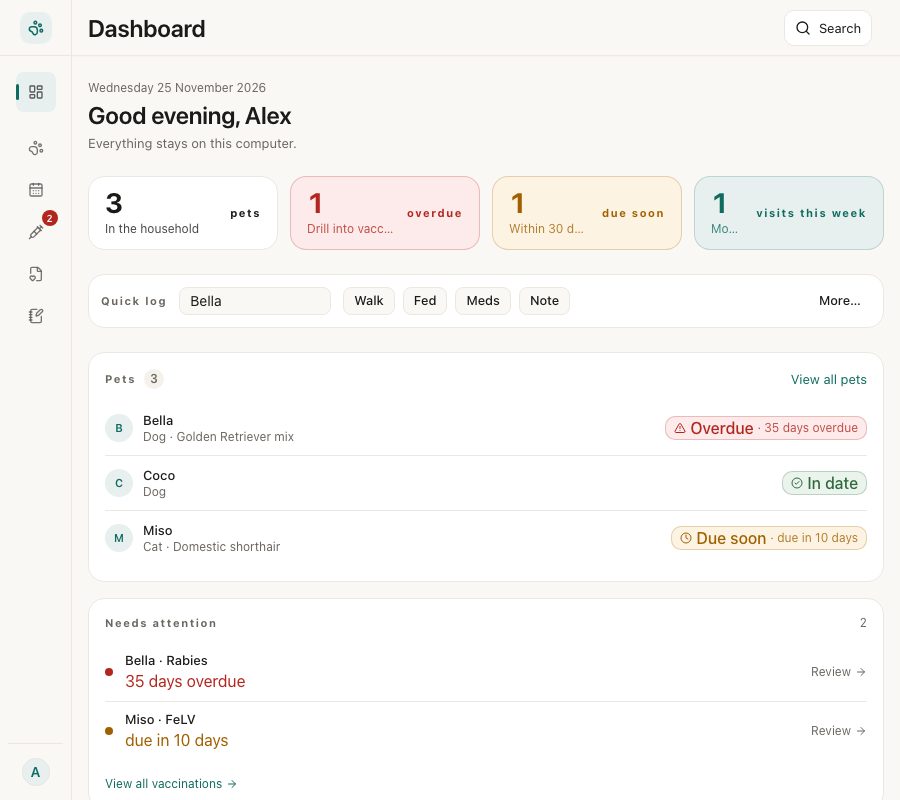 Dashboard
Search
Wednesday 25 November 2026
Good evening, Alex
Everything stays on this computer.
3
pets
In the household
1
overdue
Drill into vacc...
1
due soon
Within 30 d...
1
visits this week
Mo...
2
Quick log
Bella
Walk
Fed
Meds
Note
More...
Pets 3
View all pets
B
Bella
Dog · Golden Retriever mix
Overdue · 35 days overdue
C
Coco
Dog
In date
M
Miso
Cat · Domestic shorthair
Due soon · due in 10 days
Needs attention
2
Bella · Rabies
35 days overdue
Review →
Miso · FeLV
due in 10 days
Review →
View all vaccinations →
A